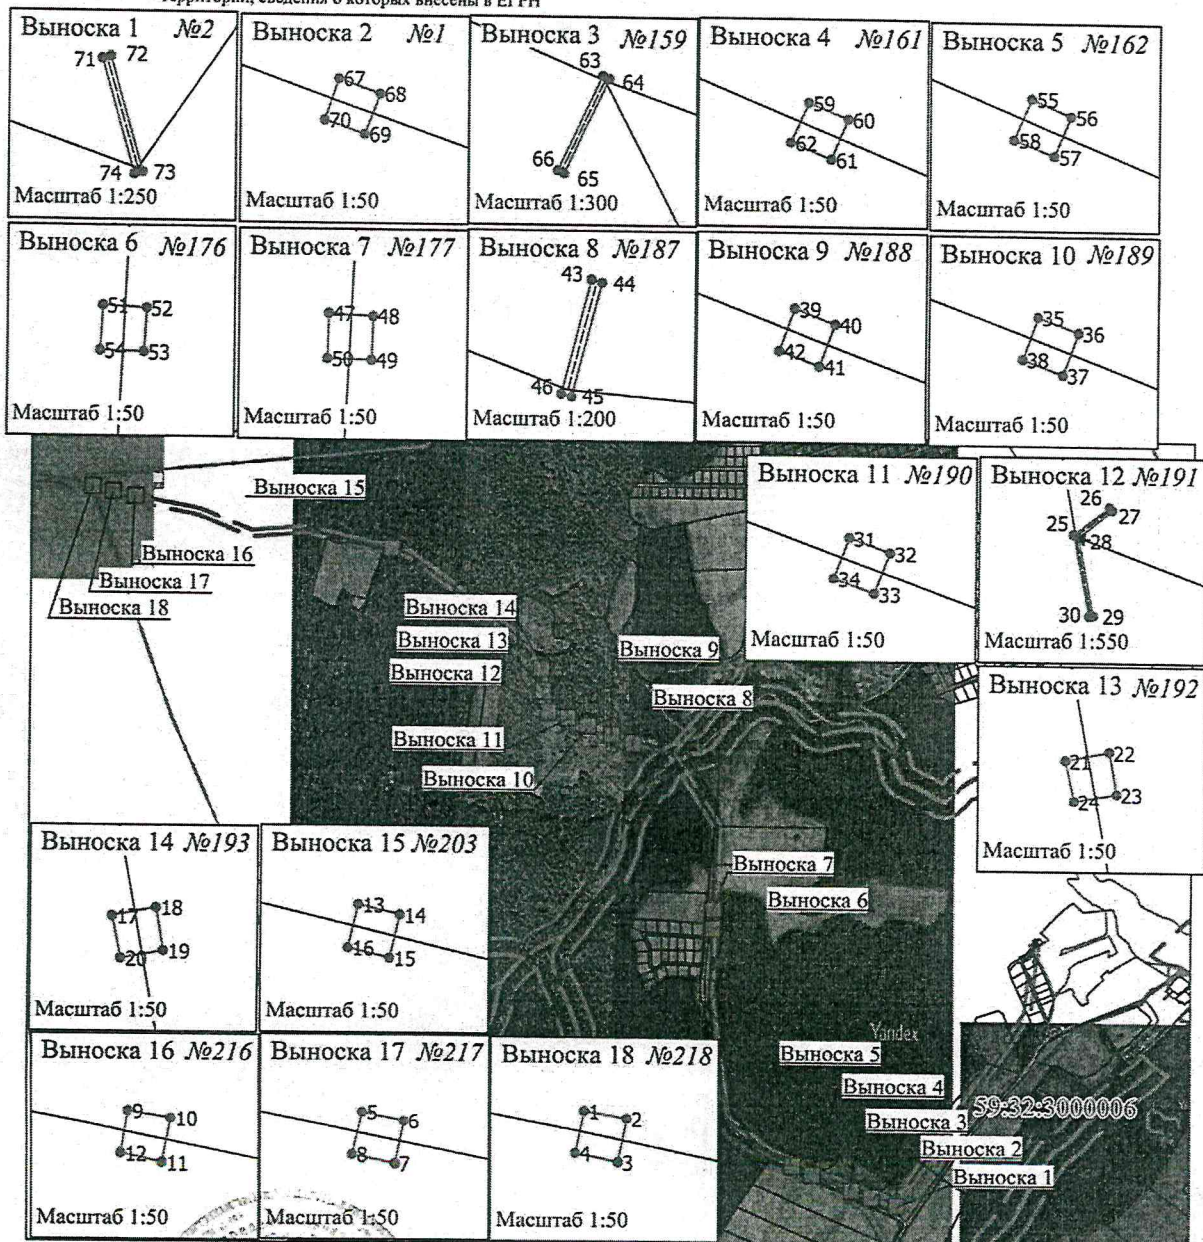 территории, сведения о которых внесены в ЕГРН
Выноска 1 №2
71 72
74 73
Масштаб 1:250
Выноска 2 №1
67
68
70
69
Масштаб 1:50
Выноска 3 №159
63
64
66
65
Масштаб 1:300
Выноска 4 №161
59
60
62
61
Масштаб 1:50
Выноска 5 №162
55
56
58
57
Масштаб 1:50
Выноска 6 №176
51 52
54 53
Масштаб 1:50
Выноска 7 №177
47 48
50 49
Масштаб 1:50
Выноска 8 №187
43 44
46 45
Масштаб 1:200
Выноска 9 №188
39
40
42
41
Масштаб 1:50
Выноска 10 №189
35
36
38
37
Масштаб 1:50
Выноска 11 №190
31
32
34
33
Масштаб 1:50
Выноска 12 №191
26
27
25
28
30 29
Масштаб 1:550
Выноска 13 №192
22
21
23
24
Масштаб 1:50
Выноска 15
Выноска 16
Выноска 17
Выноска 18
Выноска 14
Выноска 13
Выноска 12
Выноска 9
Выноска 8
Выноска 11
Выноска 10
Выноска 7
Выноска 6
Выноска 14 №193
18
17
19
20
Масштаб 1:50
Выноска 15 №203
13
14
16
15
Масштаб 1:50
Выноска 16 №216
9
10
12
11
Масштаб 1:50
Выноска 17 №217
5
6
8
7
Масштаб 1:50
Выноска 18 №218
1
2
4
3
Масштаб 1:50
Yandex
Выноска 5
Выноска 4
59:32:3000006
Выноска 3
Выноска 2
Выноска 1